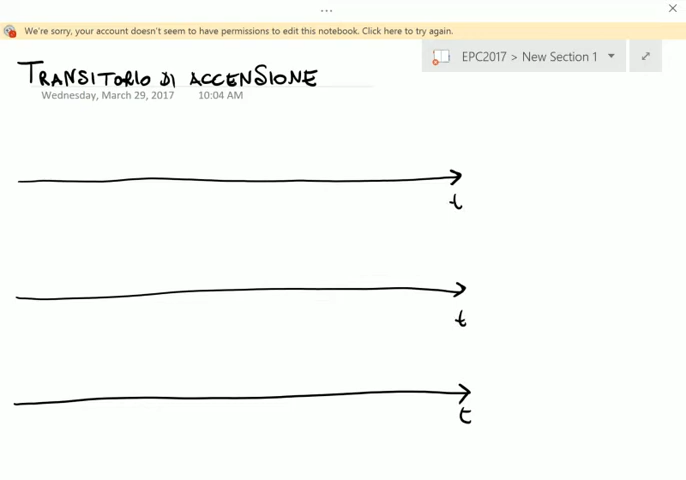 ...
We're sorry, your account doesn't seem to have permissions to edit this notebook. Click here to try again.
EPC2017 > New Section 1
TRANSITORIO DI ACCENSIONE
Wednesday, March 29, 2017 10:04 AM
t
t
t